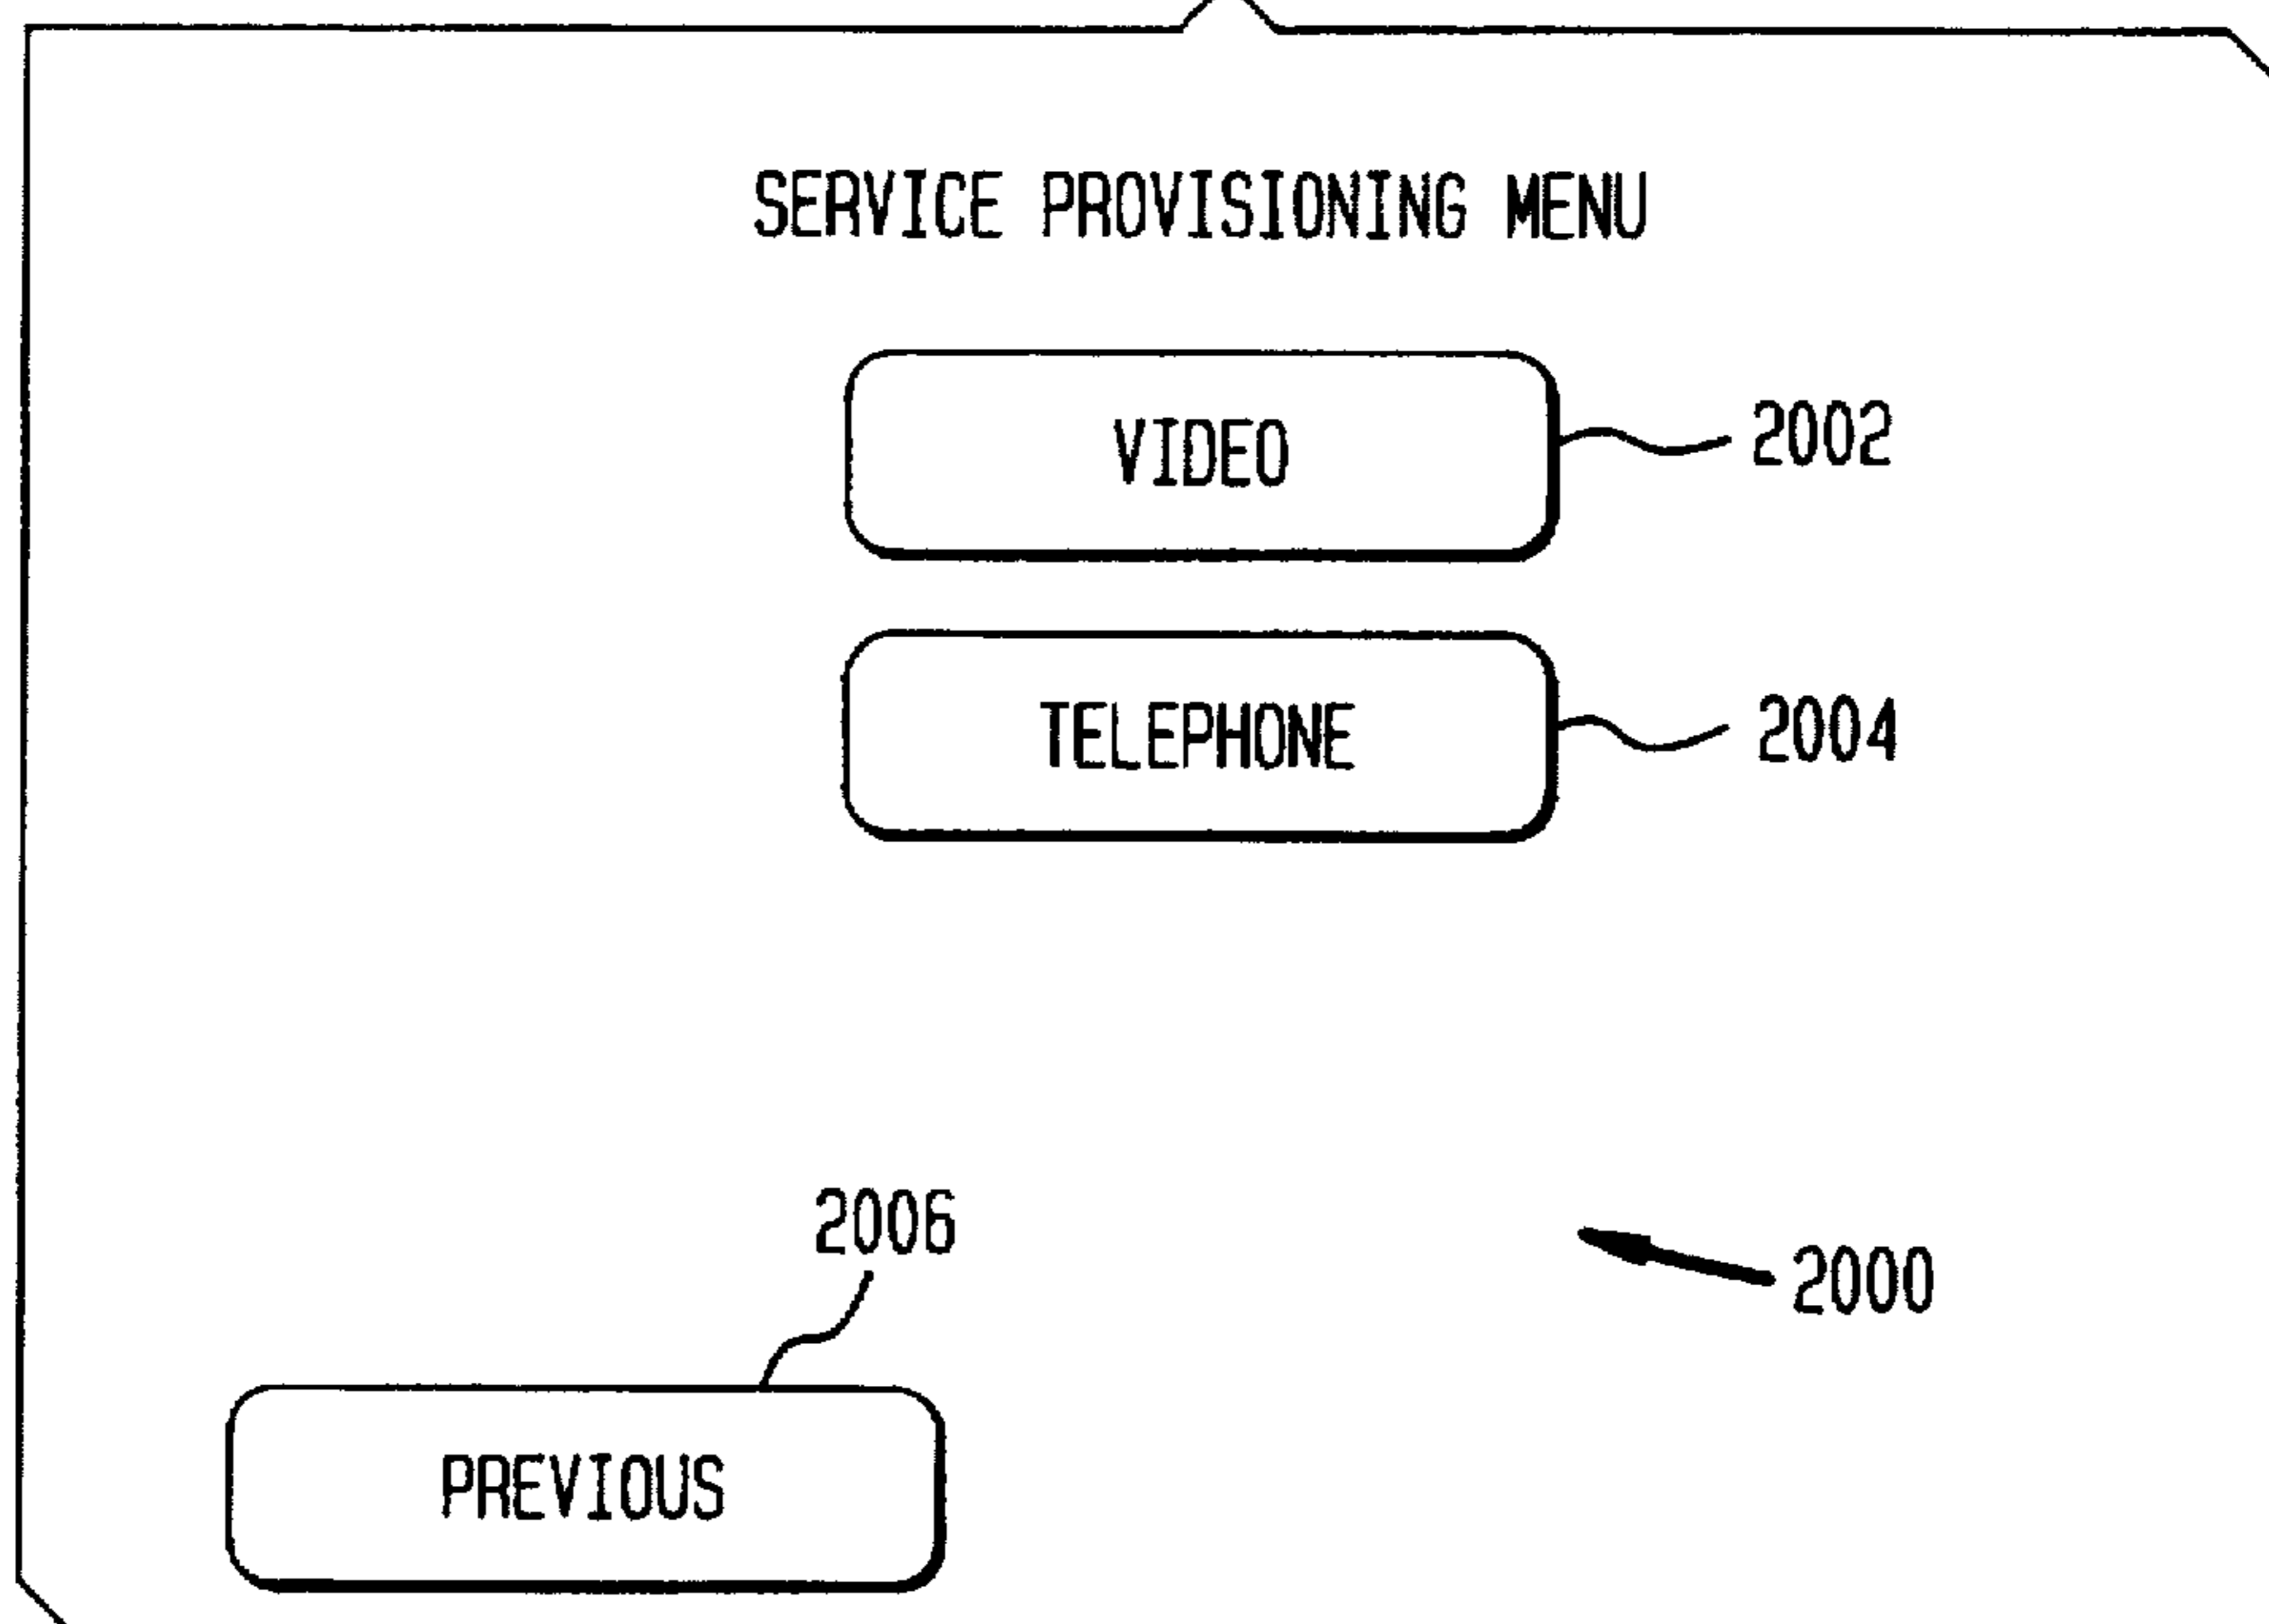 SERVICE PROVISIONING MENU
VIDEO
2002
TELEPHONE
2004
2006
2000
PREVIOUS